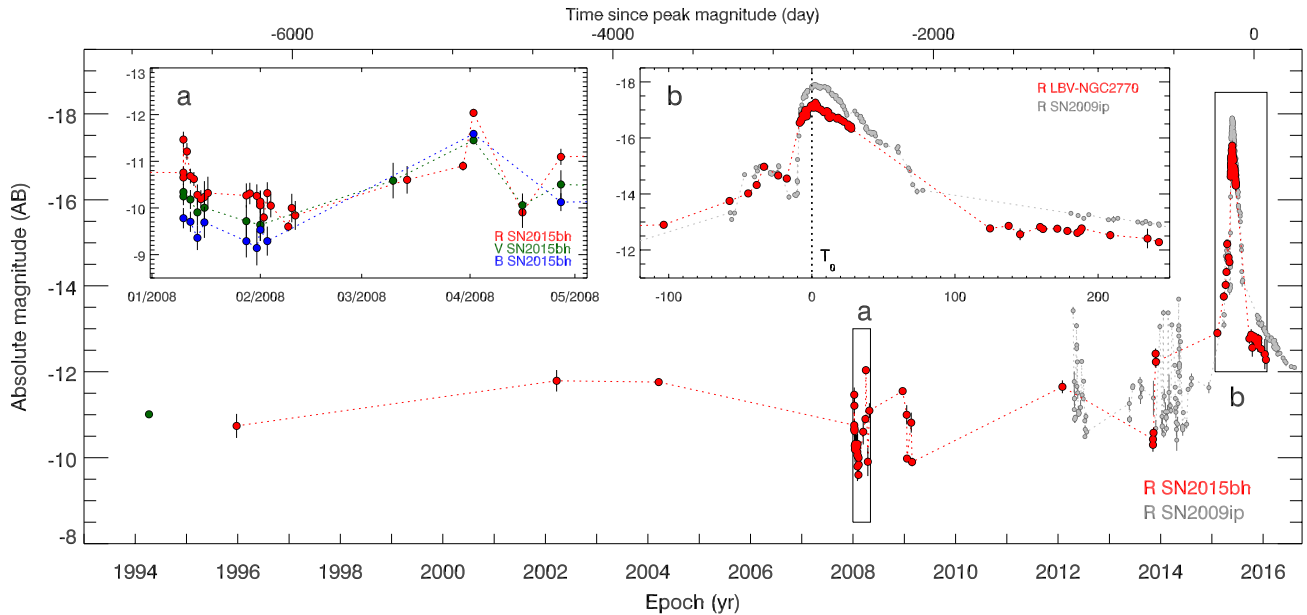 Time since peak magnitude (day)
-6000 -4000 -2000 0
Absolute magnitude (AB)
-18
-16
-14
-12
-10
-8
a
-13
-12
-11
-10
-9
R SN2015bh
V SN2015bh
B SN2015bh
01/2008 02/2008 03/2008 04/2008 05/2008
b
-18
-16
-14
-12
R LBV-NGC2770
R SN2009ip
T0
-100 0 100 200
a
b
R SN2015bh
R SN2009ip
1994 1996 1998 2000 2002 2004 2006 2008 2010 2012 2014 2016
Epoch (yr)